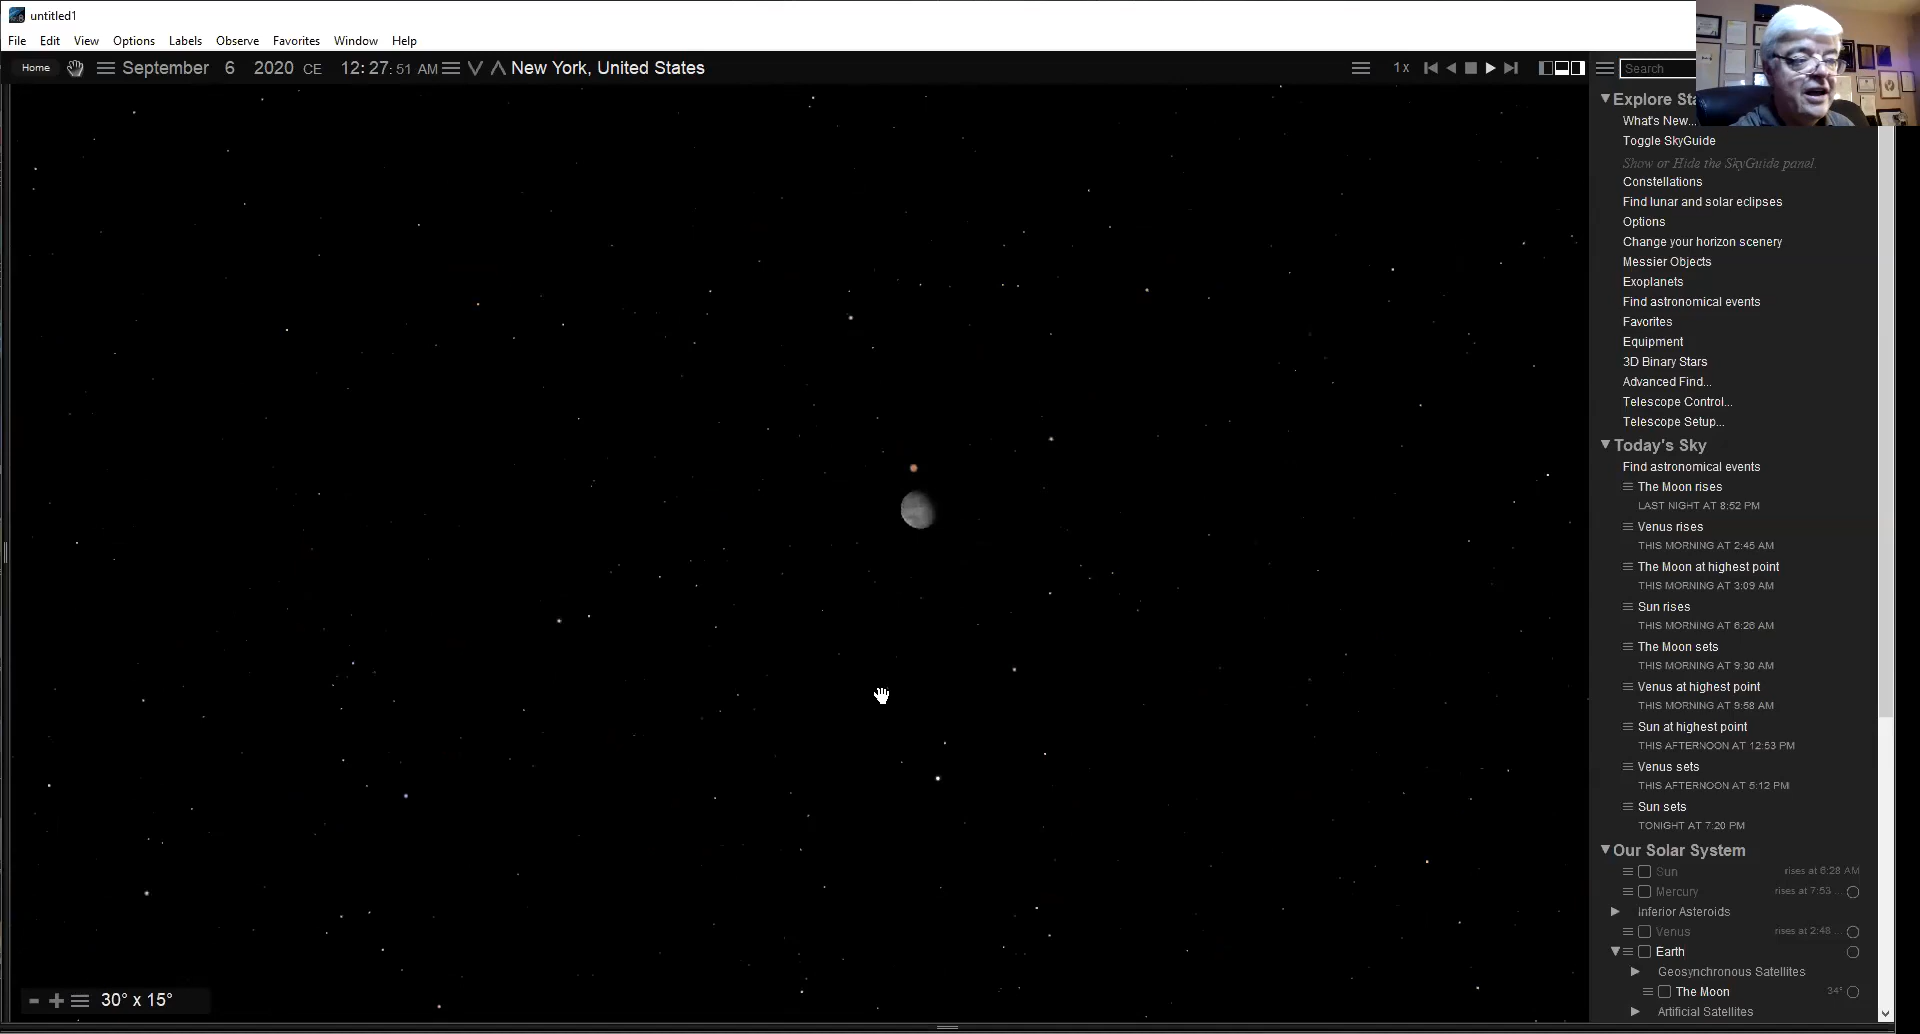 untitled1
File Edit View Options Labels Observe Favorites Window Help
Home September 6 2020 CE 12:27:51 AM New York, United States 1x Search
Explore
What's New...
Toggle SkyGuide
Show or Hide the SkyGuide panel.
Constellations
Find lunar and solar eclipses
Options
Change your horizon scenery
Messier Objects
Exoplanets
Find astronomical events
Favorites
Equipment
3D Binary Stars
Advanced Find...
Telescope Control...
Telescope Setup...
Today's Sky
Find astronomical events
The Moon rises
LAST NIGHT AT 8:52 PM
Venus rises
THIS MORNING AT 2:45 AM
The Moon at highest point
THIS MORNING AT 3:09 AM
Sun rises
THIS MORNING AT 6:28 AM
The Moon sets
THIS MORNING AT 9:30 AM
Venus at highest point
THIS MORNING AT 9:58 AM
Sun at highest point
THIS AFTERNOON AT 12:53 PM
Venus sets
THIS AFTERNOON AT 5:12 PM
Sun sets
TONIGHT AT 7:20 PM
Our Solar System
Sun rises at 6:28 AM
Mercury rises at 7:53 ...
Inferior Asteroids
Venus rises at 2:48 ...
Earth
Geosynchronous Satellites
The Moon 34°
Artificial Satellites
30° x 15°